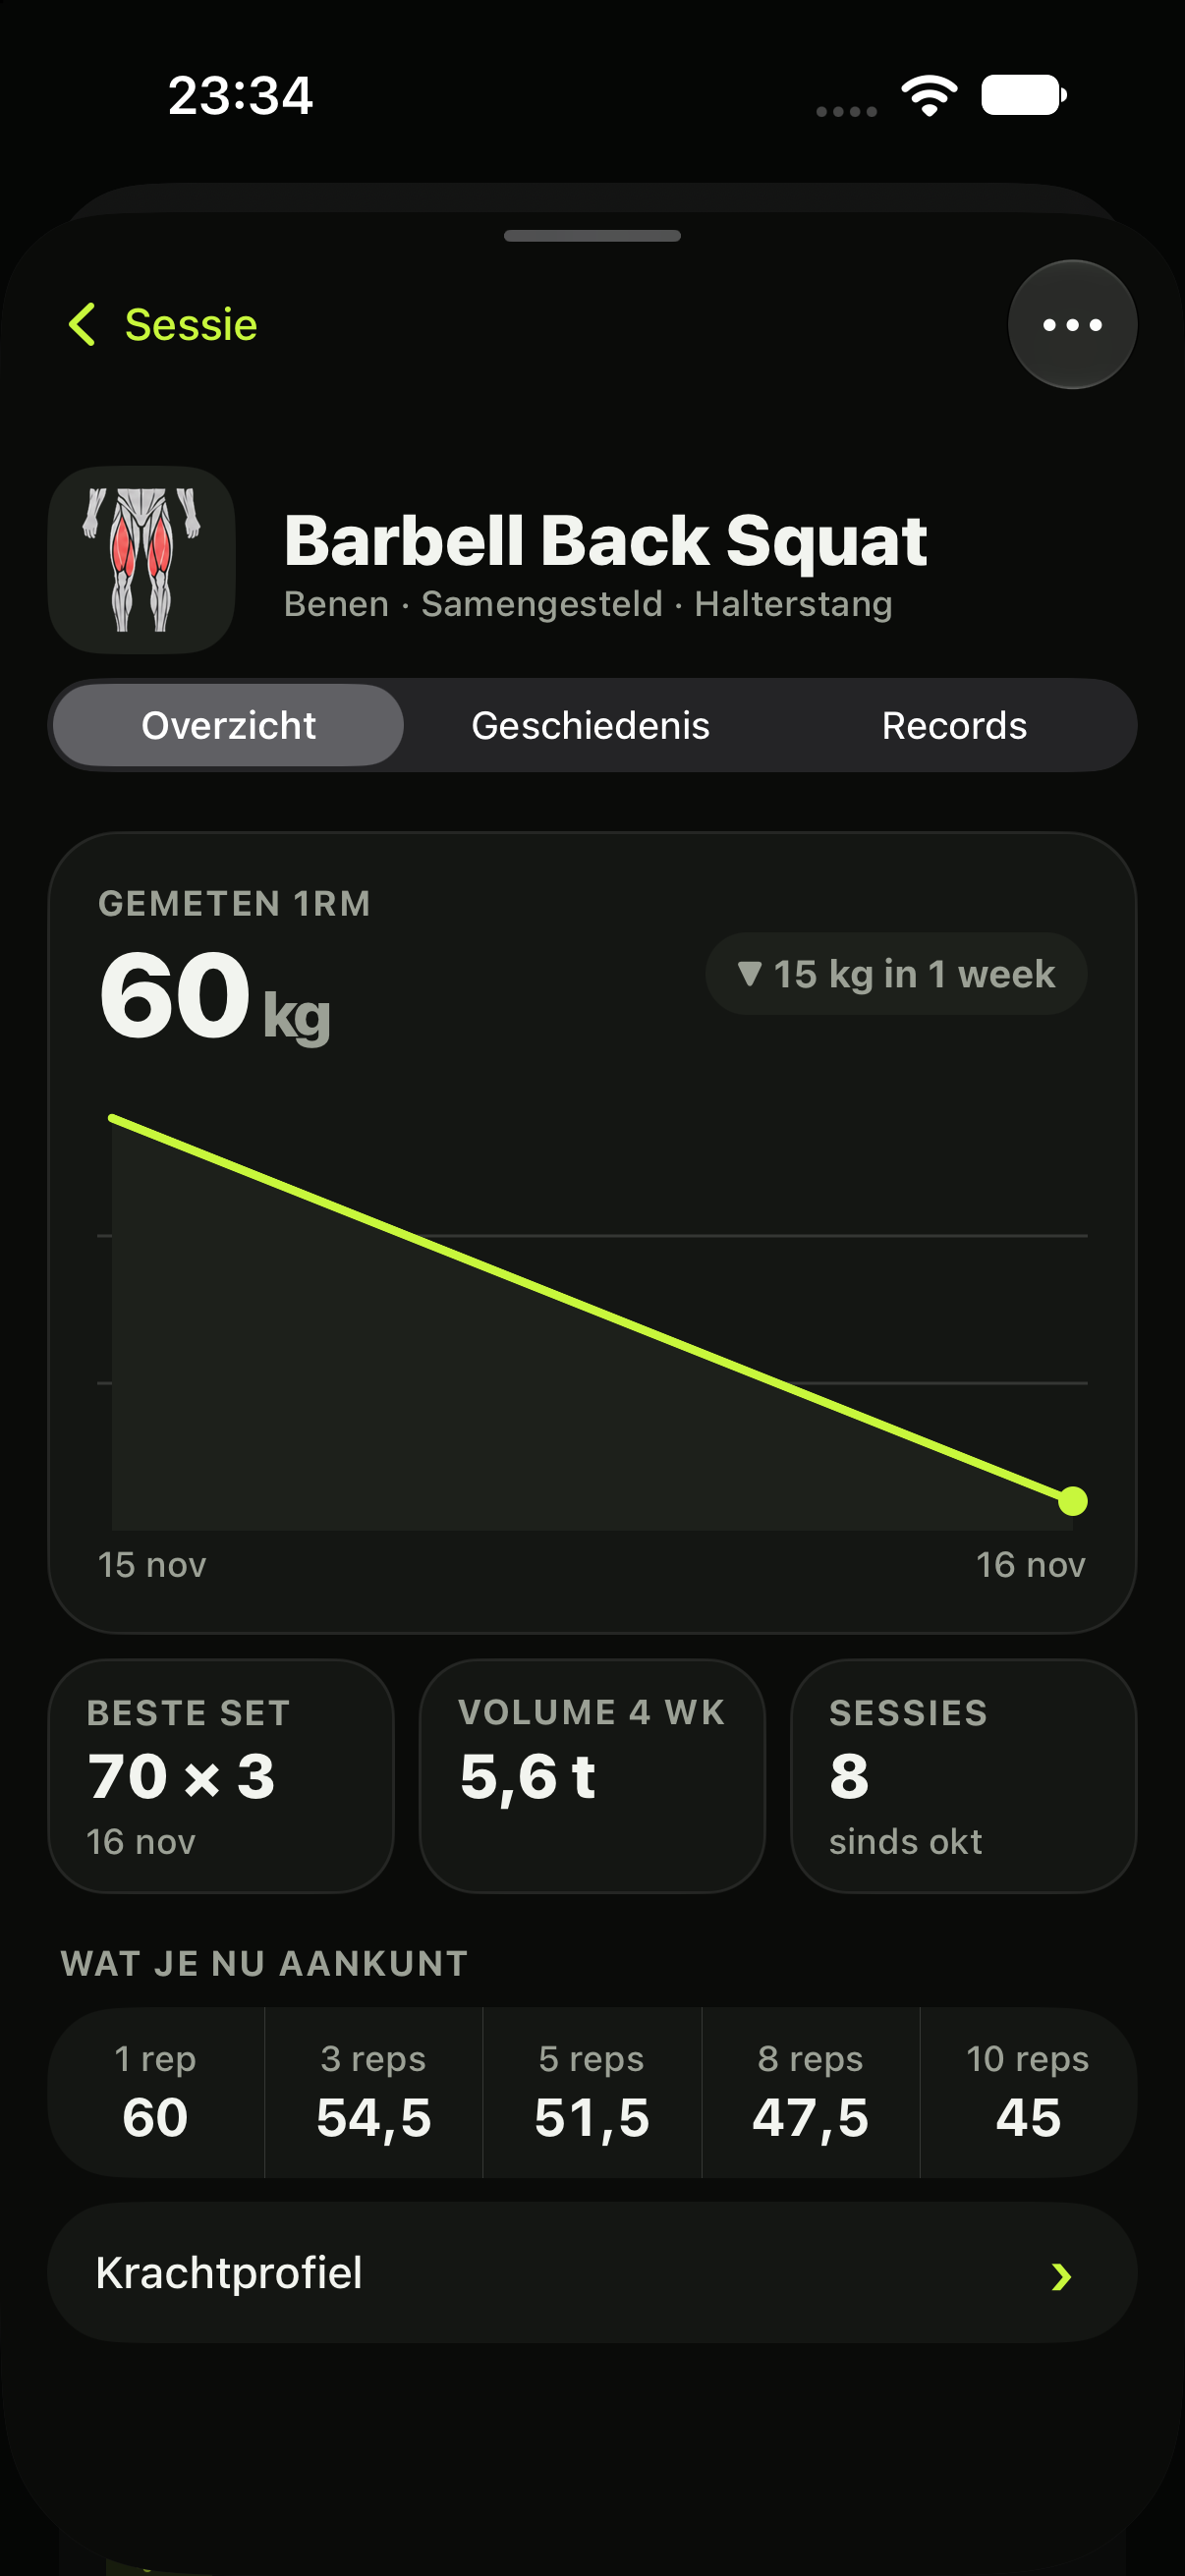 23:34
Sessie
Barbell Back Squat
Benen · Samengesteld · Halterstang
Overzicht Geschiedenis Records
GEMETEN 1RM
60 kg
▼ 15 kg in 1 week
15 nov 16 nov
BESTE SET
70 × 3
16 nov
VOLUME 4 WK
5,6 t
SESSIES
8
sinds okt
WAT JE NU AANKUNT
1 rep 3 reps 5 reps 8 reps 10 reps
60 54,5 51,5 47,5 45
Krachtprofiel